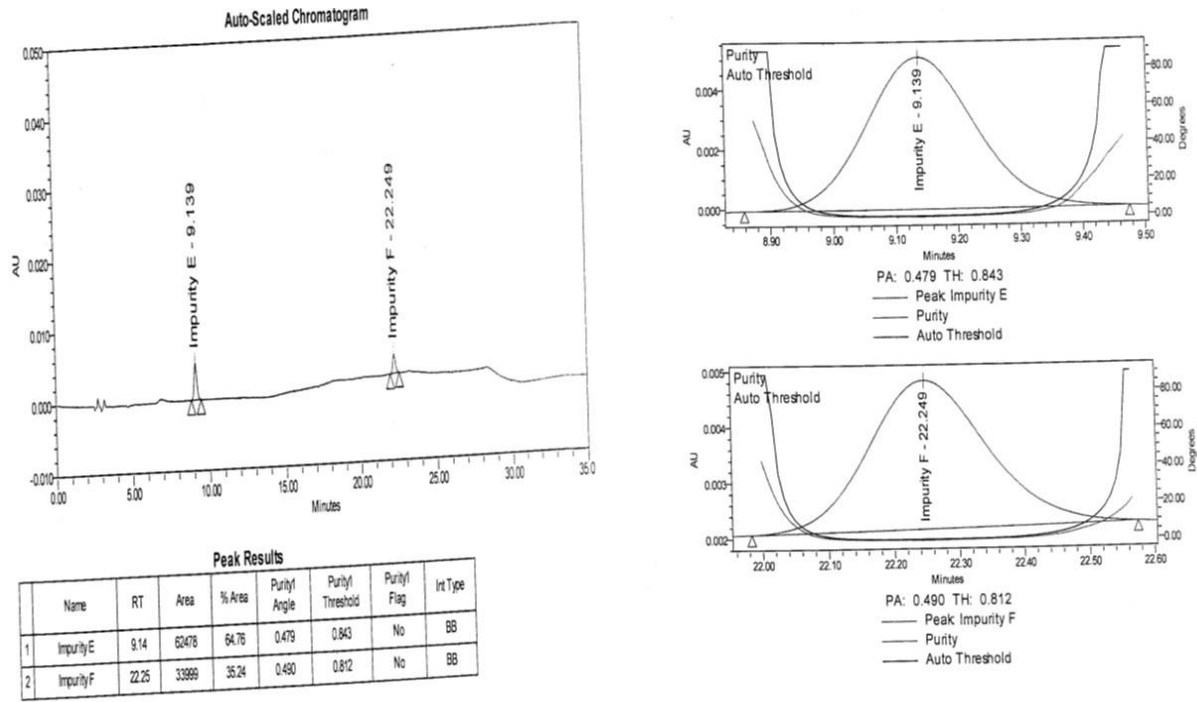 Auto-Scaled Chromatogram
0.050
0.040
0.030
0.020
0.010
0.000
-0.010
AU
Impurity E - 9.139
Impurity F - 22.249
0.00
5.00
10.00
15.00
20.00
25.00
30.00
35.0
Minutes
Peak Results
Name RT Area % Area Purity1 Angle Purity1 Threshold Purity1 Flag Int Type
1 Impurity E 9.14 62478 64.76 0.479 0.843 No BB
2 Impurity F 22.25 33999 35.24 0.490 0.812 No BB
Purity
Auto Threshold
0.004
0.002
0.000
AU
Impurity E - 9.139
80.00
60.00
40.00
20.00
0.00
Degrees
8.90 9.00 9.10 9.20 9.30 9.40 9.50
Minutes
PA: 0.479 TH: 0.843
Peak Impurity E
Purity
Auto Threshold
Purity
Auto Threshold
0.005
0.004
0.003
0.002
AU
Impurity F - 22.249
80.00
60.00
40.00
20.00
0.00
Degrees
22.00 22.10 22.20 22.30 22.40 22.50 22.60
Minutes
PA: 0.490 TH: 0.812
Peak Impurity F
Purity
Auto Threshold